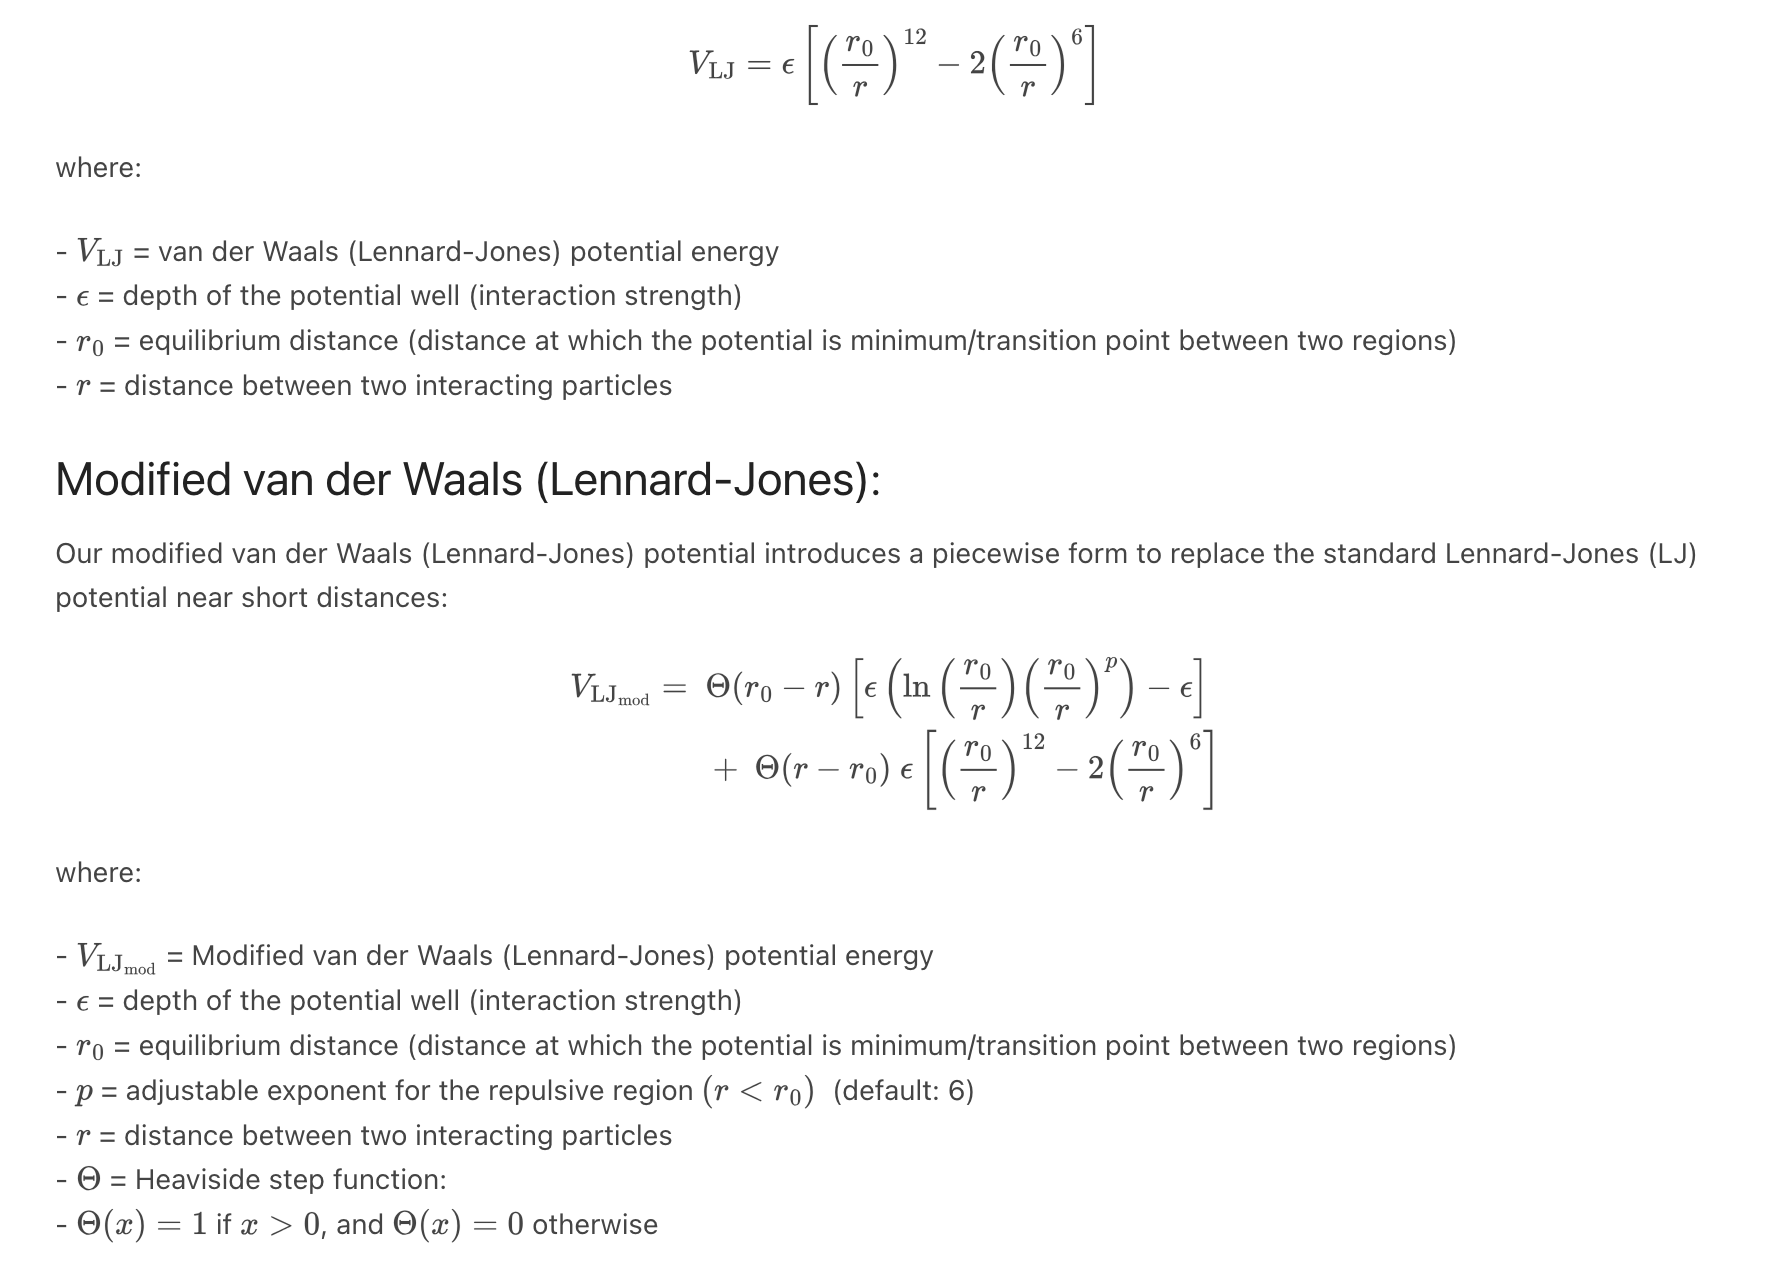 $V_{\mathrm{LJ}} = \epsilon \left[ \left( \frac{r_0}{r} \right)^{12} - 2 \left( \frac{r_0}{r} \right)^{6} \right]$
where:
- $V_{\mathrm{LJ}}$ = van der Waals (Lennard-Jones) potential energy
- $\epsilon$ = depth of the potential well (interaction strength)
- $r_0$ = equilibrium distance (distance at which the potential is minimum/transition point between two regions)
- $r$ = distance between two interacting particles
Modified van der Waals (Lennard-Jones):
Our modified van der Waals (Lennard-Jones) potential introduces a piecewise form to replace the standard Lennard-Jones (LJ)
potential near short distances:
$V_{\mathrm{LJ}_{\mathrm{mod}}} = \Theta(r_0 - r) \left[ \epsilon \left( \ln \left( \frac{r_0}{r} \right) \left( \frac{r_0}{r} \right)^{p} \right) - \epsilon \right]$
$+ \Theta(r - r_0) \, \epsilon \left[ \left( \frac{r_0}{r} \right)^{12} - 2 \left( \frac{r_0}{r} \right)^{6} \right]$
where:
- $V_{\mathrm{LJ}_{\mathrm{mod}}}$ = Modified van der Waals (Lennard-Jones) potential energy
- $\epsilon$ = depth of the potential well (interaction strength)
- $r_0$ = equilibrium distance (distance at which the potential is minimum/transition point between two regions)
- $p$ = adjustable exponent for the repulsive region $(r < r_0)$ (default: 6)
- $r$ = distance between two interacting particles
- $\Theta$ = Heaviside step function:
- $\Theta(x) = 1$ if $x > 0$, and $\Theta(x) = 0$ otherwise